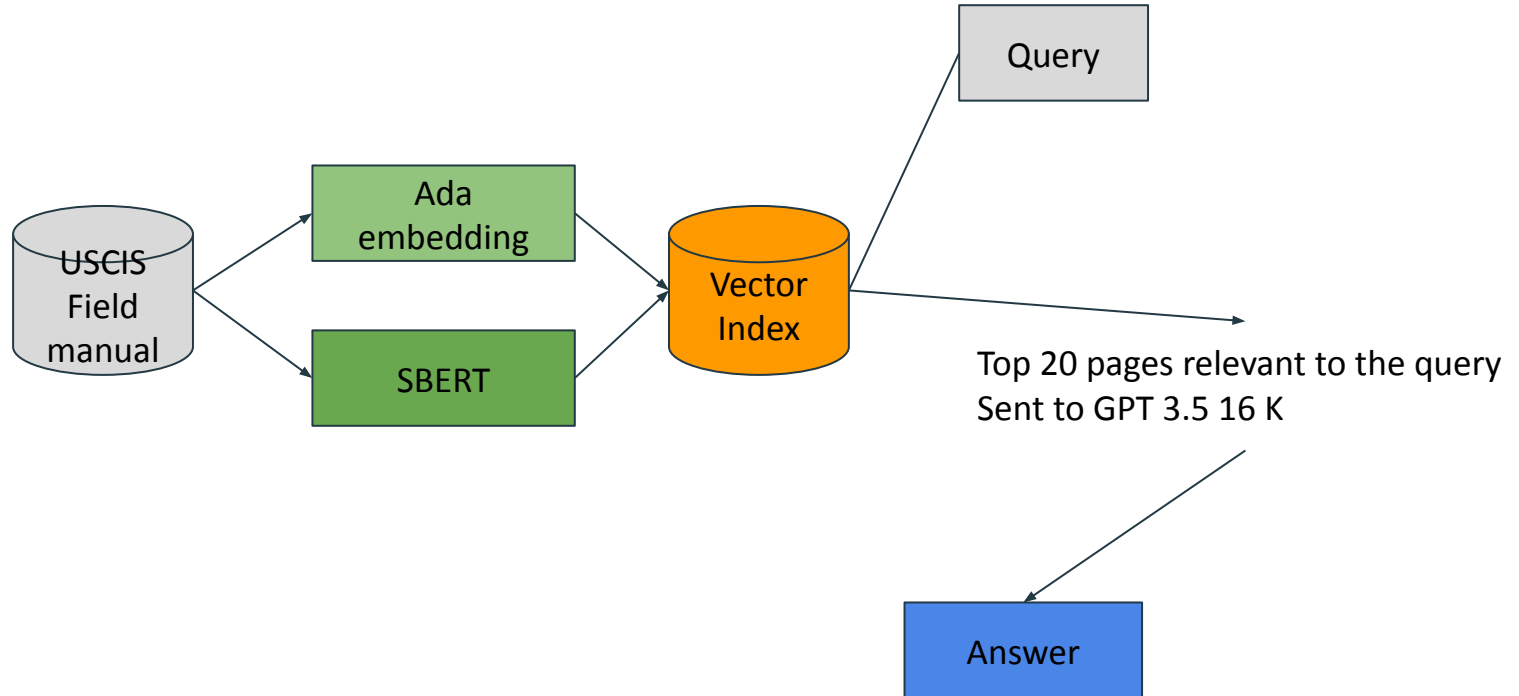 Query
Ada
embedding
USCIS
Field
manual
Vector
Index
SBERT
Top 20 pages relevant to the query
Sent to GPT 3.5 16 K
Answer